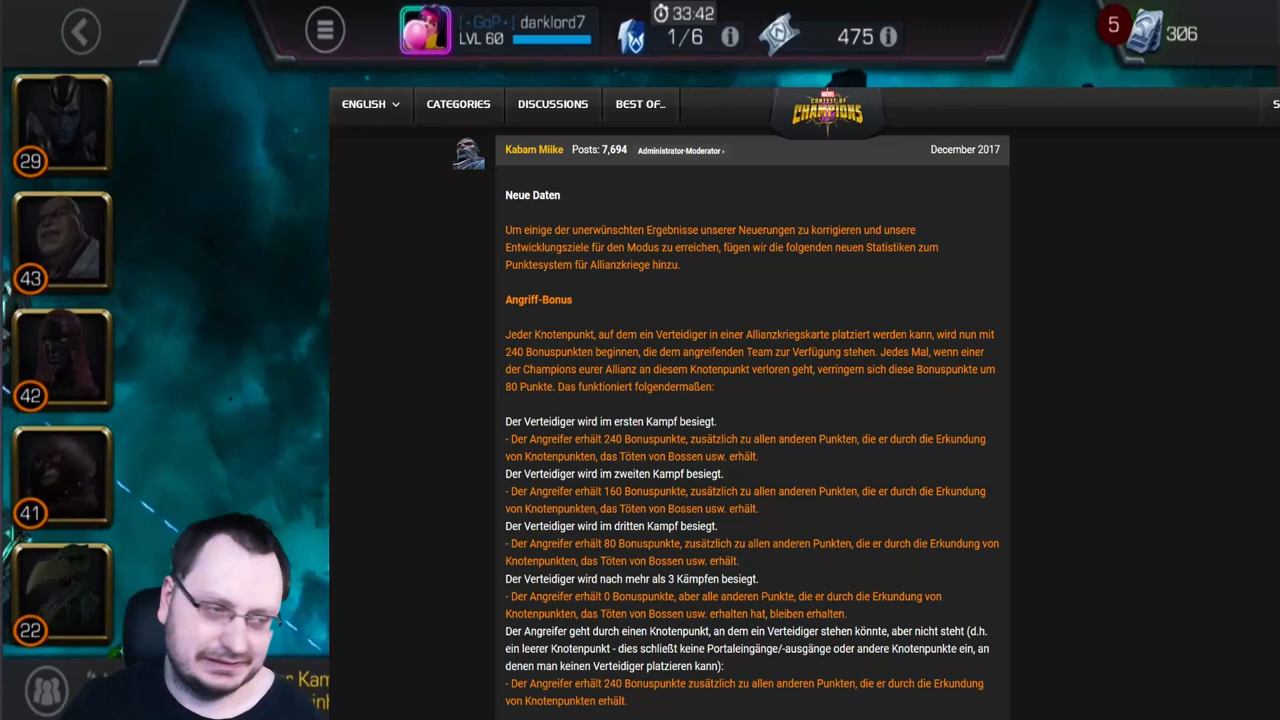 [-GoP-] darklord7
LVL 60
33:42
1/6
475
5
306
29
43
42
41
22
ENGLISH
CATEGORIES
DISCUSSIONS
BEST OF...
MARVEL
CONTEST OF
CHAMPIONS
S
Kabam Miike Posts: 7,694 Administrator·Moderator › December 2017
Neue Daten
Um einige der unerwünschten Ergebnisse unserer Neuerungen zu korrigieren und unsere
Entwicklungsziele für den Modus zu erreichen, fügen wir die folgenden neuen Statistiken zum
Punktesystem für Allianzkriege hinzu.
Angriff-Bonus
Jeder Knotenpunkt, auf dem ein Verteidiger in einer Allianzkriegskarte platziert werden kann, wird nun mit
240 Bonuspunkten beginnen, die dem angreifenden Team zur Verfügung stehen. Jedes Mal, wenn einer
der Champions eurer Allianz an diesem Knotenpunkt verloren geht, verringern sich diese Bonuspunkte um
80 Punkte. Das funktioniert folgendermaßen:
Der Verteidiger wird im ersten Kampf besiegt.
- Der Angreifer erhält 240 Bonuspunkte, zusätzlich zu allen anderen Punkten, die er durch die Erkundung
von Knotenpunkten, das Töten von Bossen usw. erhält.
Der Verteidiger wird im zweiten Kampf besiegt.
- Der Angreifer erhält 160 Bonuspunkte, zusätzlich zu allen anderen Punkten, die er durch die Erkundung
von Knotenpunkten, das Töten von Bossen usw. erhält.
Der Verteidiger wird im dritten Kampf besiegt.
- Der Angreifer erhält 80 Bonuspunkte, zusätzlich zu allen anderen Punkten, die er durch die Erkundung von
Knotenpunkten, das Töten von Bossen usw. erhält.
Der Verteidiger wird nach mehr als 3 Kämpfen besiegt.
- Der Angreifer erhält 0 Bonuspunkte, aber alle anderen Punkte, die er durch die Erkundung von
Knotenpunkten, das Töten von Bossen usw. erhalten hat, bleiben erhalten.
Der Angreifer geht durch einen Knotenpunkt, an dem ein Verteidiger stehen könnte, aber nicht steht (d.h.
ein leerer Knotenpunkt - dies schließt keine Portaleingänge/-ausgänge oder andere Knotenpunkte ein, an
denen man keinen Verteidiger platzieren kann):
- Der Angreifer erhält 240 Bonuspunkte zusätzlich zu allen anderen Punkten, die er durch die Erkundung
von Knotenpunkten erhält.